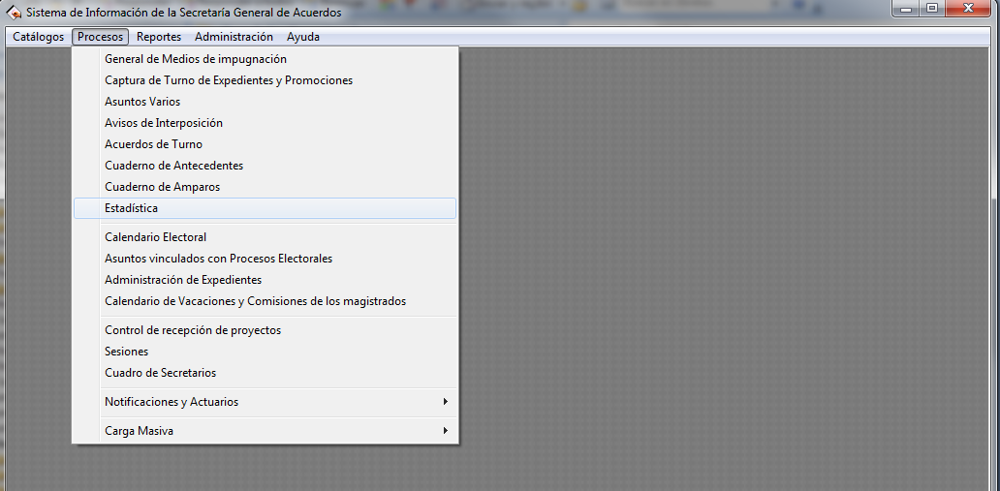 Sistema de Información de la Secretaría General de Acuerdos
Catálogos Procesos Reportes Administración Ayuda
General de Medios de impugnación
Captura de Turno de Expedientes y Promociones
Asuntos Varios
Avisos de Interposición
Acuerdos de Turno
Cuaderno de Antecedentes
Cuaderno de Amparos
Estadística
Calendario Electoral
Asuntos vinculados con Procesos Electorales
Administración de Expedientes
Calendario de Vacaciones y Comisiones de los magistrados
Control de recepción de proyectos
Sesiones
Cuadro de Secretarios
Notificaciones y Actuarios
Carga Masiva